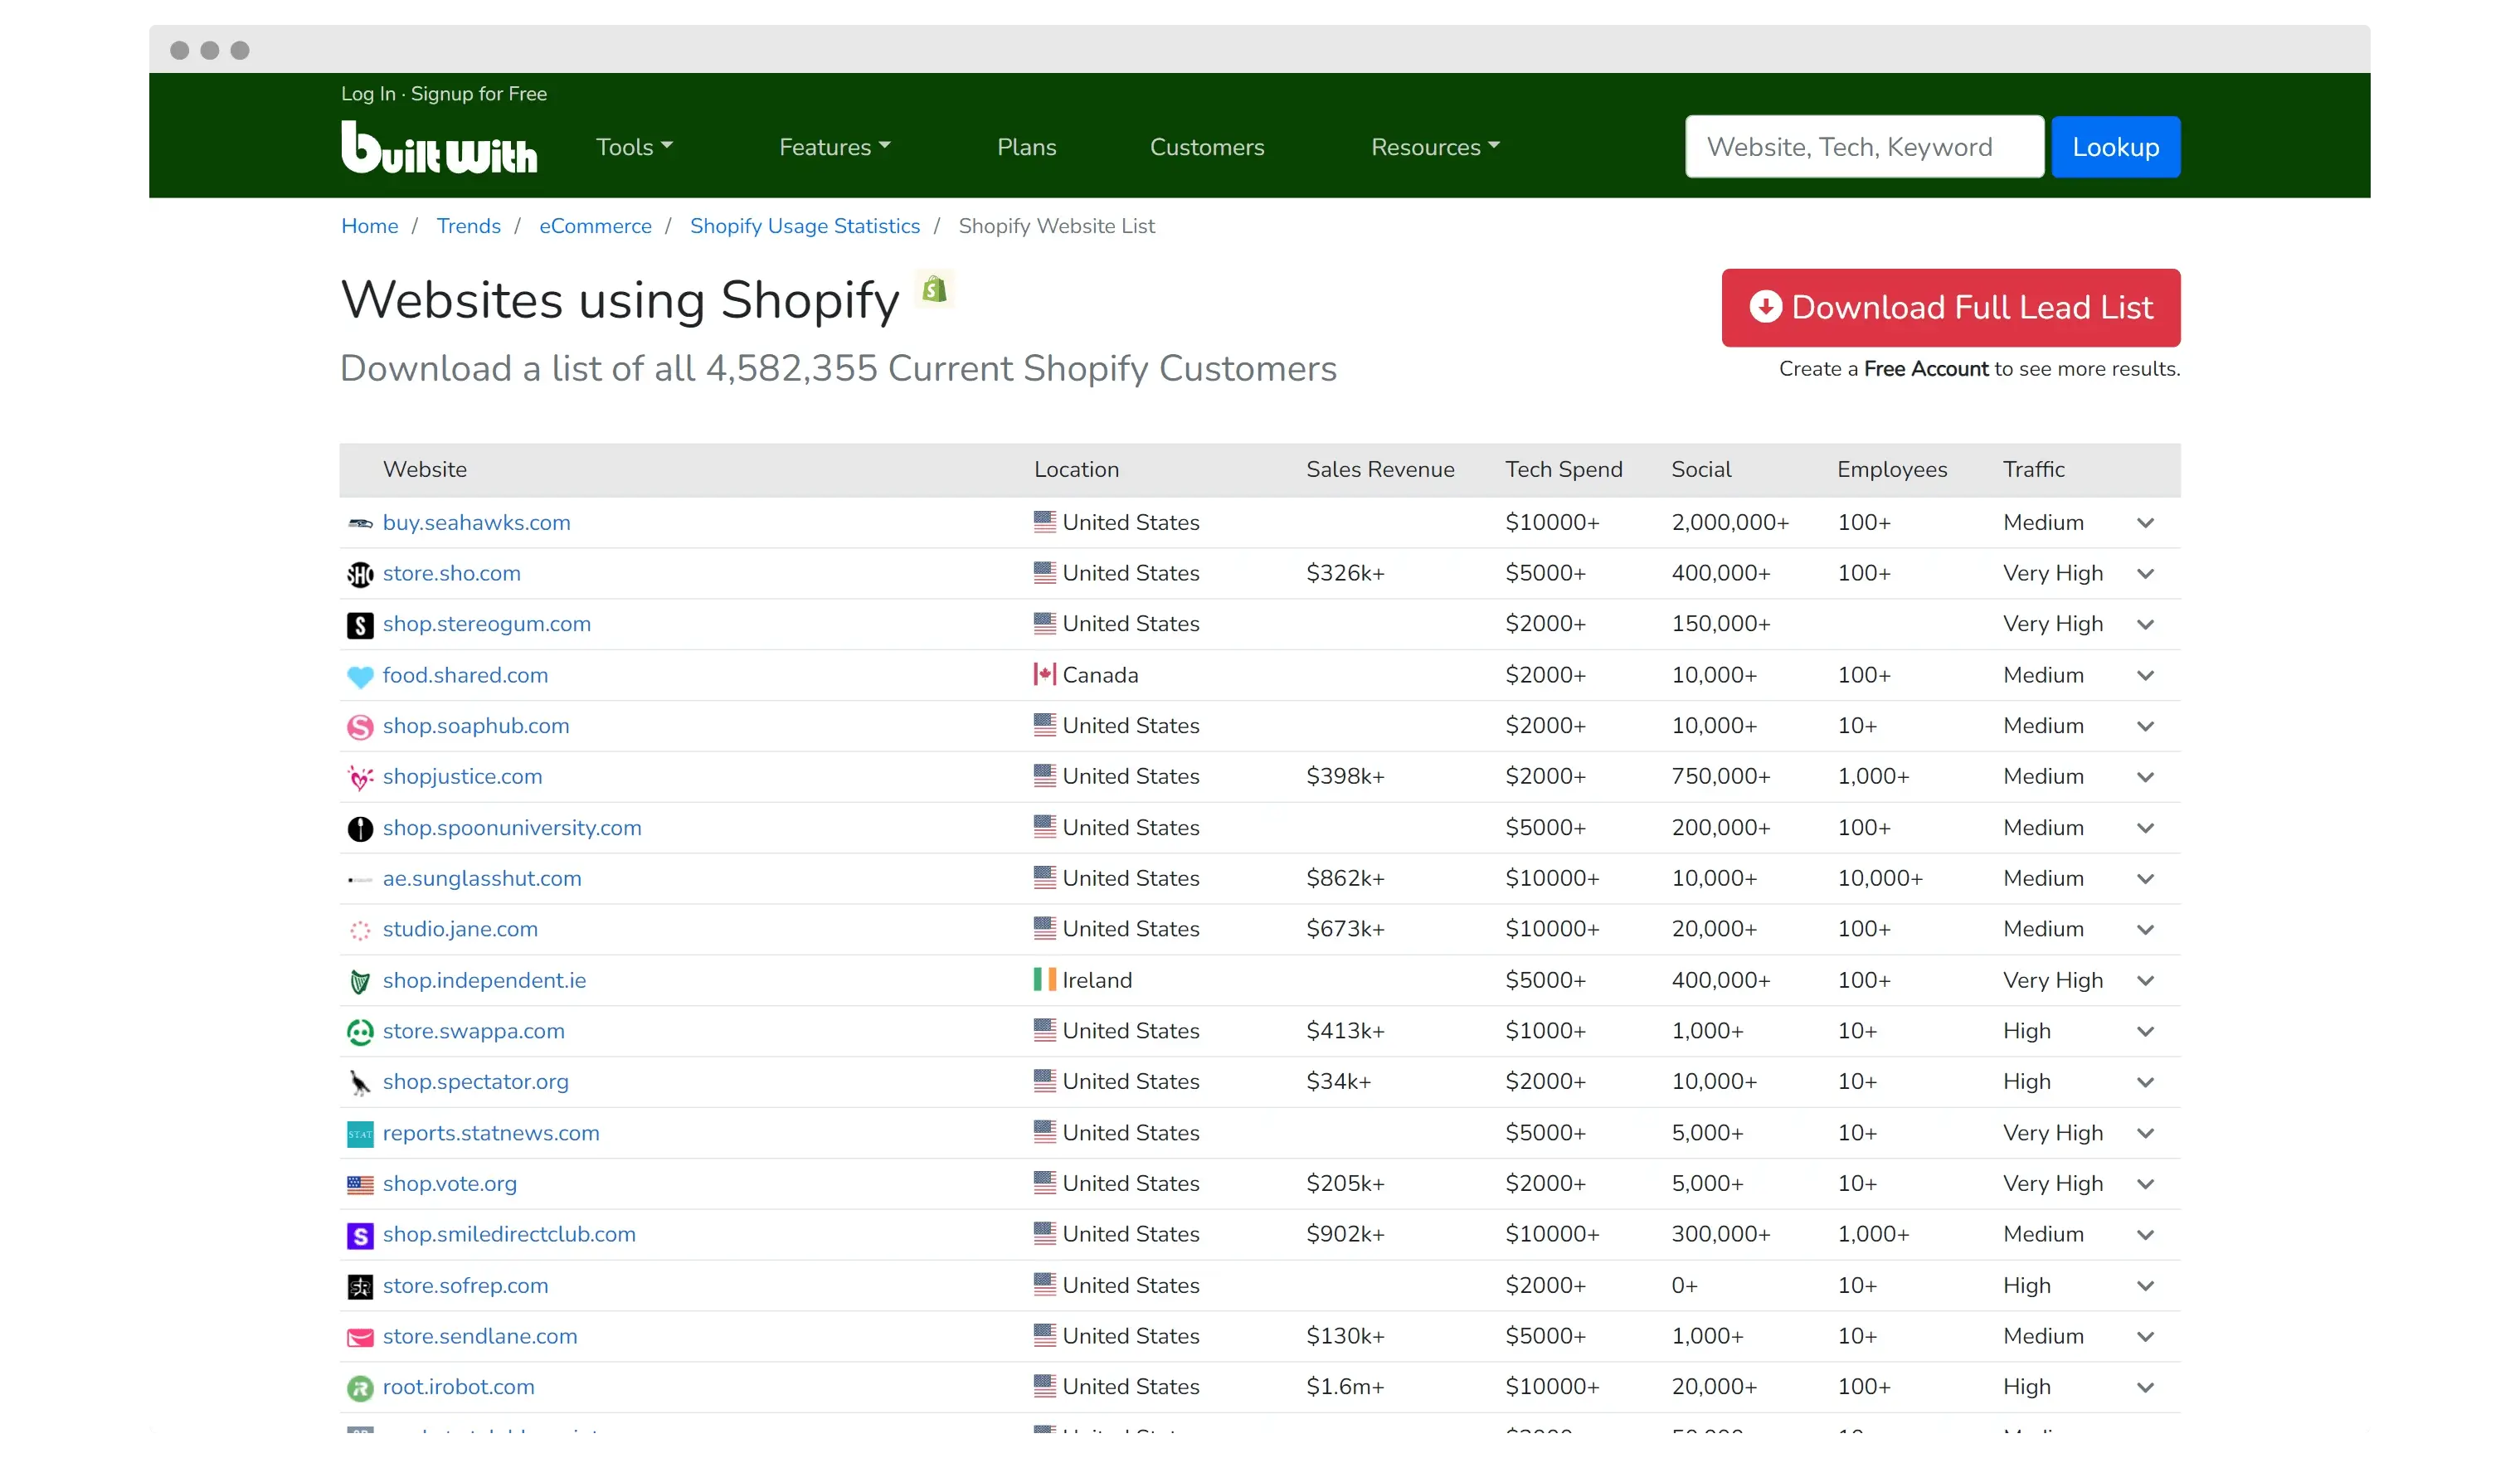 Log In · Signup for Free
builtwith Tools Features Plans Customers Resources Website, Tech, Keyword Lookup
Home / Trends / eCommerce / Shopify Usage Statistics / Shopify Website List
Websites using Shopify
Download Full Lead List
Download a list of all 4,582,355 Current Shopify Customers
Create a Free Account to see more results.
Website Location Sales Revenue Tech Spend Social Employees Traffic
buy.seahawks.com United States $10000+ 2,000,000+ 100+ Medium
SHO store.sho.com United States $326k+ $5000+ 400,000+ 100+ Very High
S shop.stereogum.com United States $2000+ 150,000+ Very High
food.shared.com Canada $2000+ 10,000+ 100+ Medium
S shop.soaphub.com United States $2000+ 10,000+ 10+ Medium
shopjustice.com United States $398k+ $2000+ 750,000+ 1,000+ Medium
shop.spoonuniversity.com United States $5000+ 200,000+ 100+ Medium
ae.sunglasshut.com United States $862k+ $10000+ 10,000+ 10,000+ Medium
studio.jane.com United States $673k+ $10000+ 20,000+ 100+ Medium
shop.independent.ie Ireland $5000+ 400,000+ 100+ Very High
store.swappa.com United States $413k+ $1000+ 1,000+ 10+ High
shop.spectator.org United States $34k+ $2000+ 10,000+ 10+ High
STAT reports.statnews.com United States $5000+ 5,000+ 10+ Very High
shop.vote.org United States $205k+ $2000+ 5,000+ 10+ Very High
S shop.smiledirectclub.com United States $902k+ $10000+ 300,000+ 1,000+ Medium
SR store.sofrep.com United States $2000+ 0+ 10+ High
store.sendlane.com United States $130k+ $5000+ 1,000+ 10+ Medium
iR root.irobot.com United States $1.6m+ $10000+ 20,000+ 100+ High